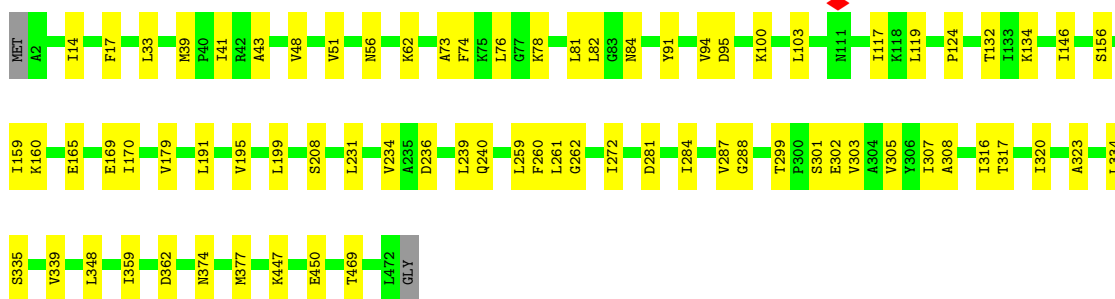 MET A2 I14 F17 L33 M39 P40 I41 R42 A43 V48 V51 N56 K62 A73 F74 K75 L76 G77 K78 L81 L82 G83 N84 Y91 V94 D95 K100 L103 N111 I117 K118 L119 P124 T132 I133 K134 I146 S156
I159 K160 E165 E169 I170 V179 L191 V195 L199 S208 L231 V234 A235 D236 L239 Q240 L259 F260 L261 G262 I272 D281 I284 V287 G288 T299 P300 S301 E302 V303 A304 V305 Y306 I307 A308 I316 T317 I320 A323 L334
S335 V339 L348 I359 D362 N374 M377 K447 E450 T469 L472 GLY